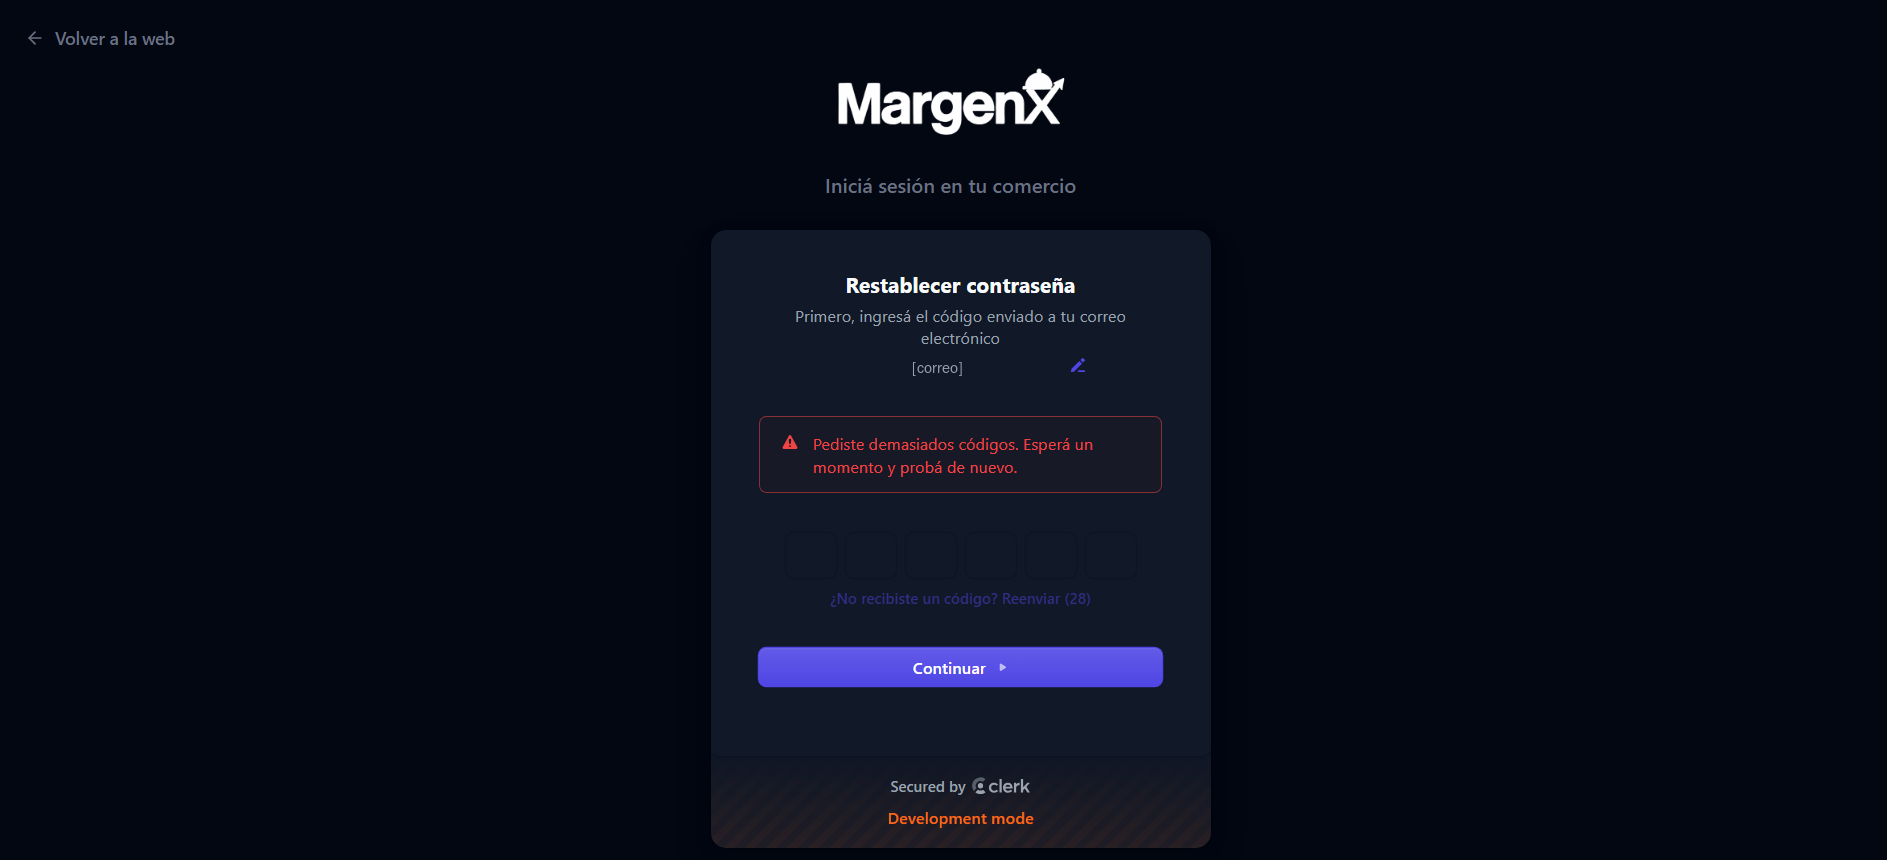 Volver a la web
MargenX
Iniciá sesión en tu comercio
Restablecer contraseña
Primero, ingresá el código enviado a tu correo
electrónico
[correo]
Pediste demasiados códigos. Esperá un
momento y probá de nuevo.
¿No recibiste un código? Reenviar (28)
Continuar
Secured by clerk
Development mode